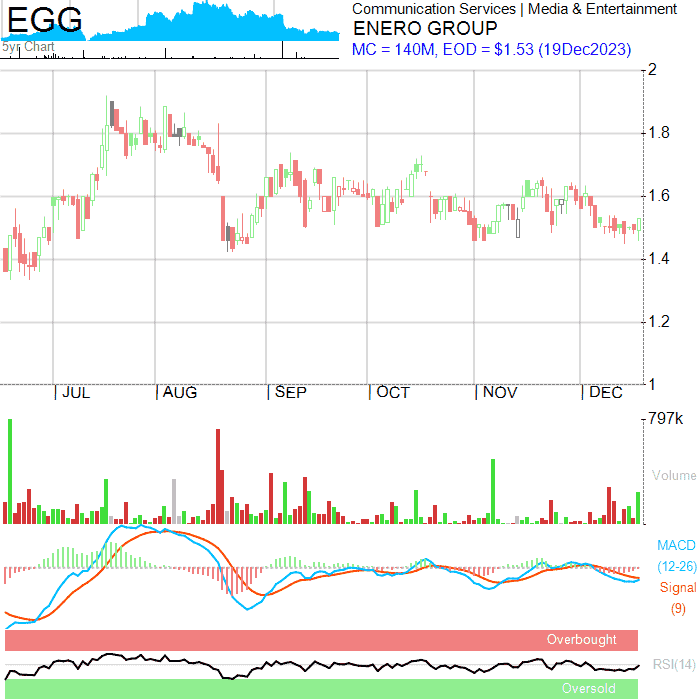 EGG
5yr Chart
Communication Services | Media & Entertainment
ENERO GROUP
MC = 140M, EOD = $1.53 (19Dec2023)
2
1.8
1.6
1.4
1.2
1
| JUL | AUG | SEP | OCT | NOV | DEC
797k
Volume
MACD
(12-26)
Signal
(9)
Overbought
RSI(14)
Oversold